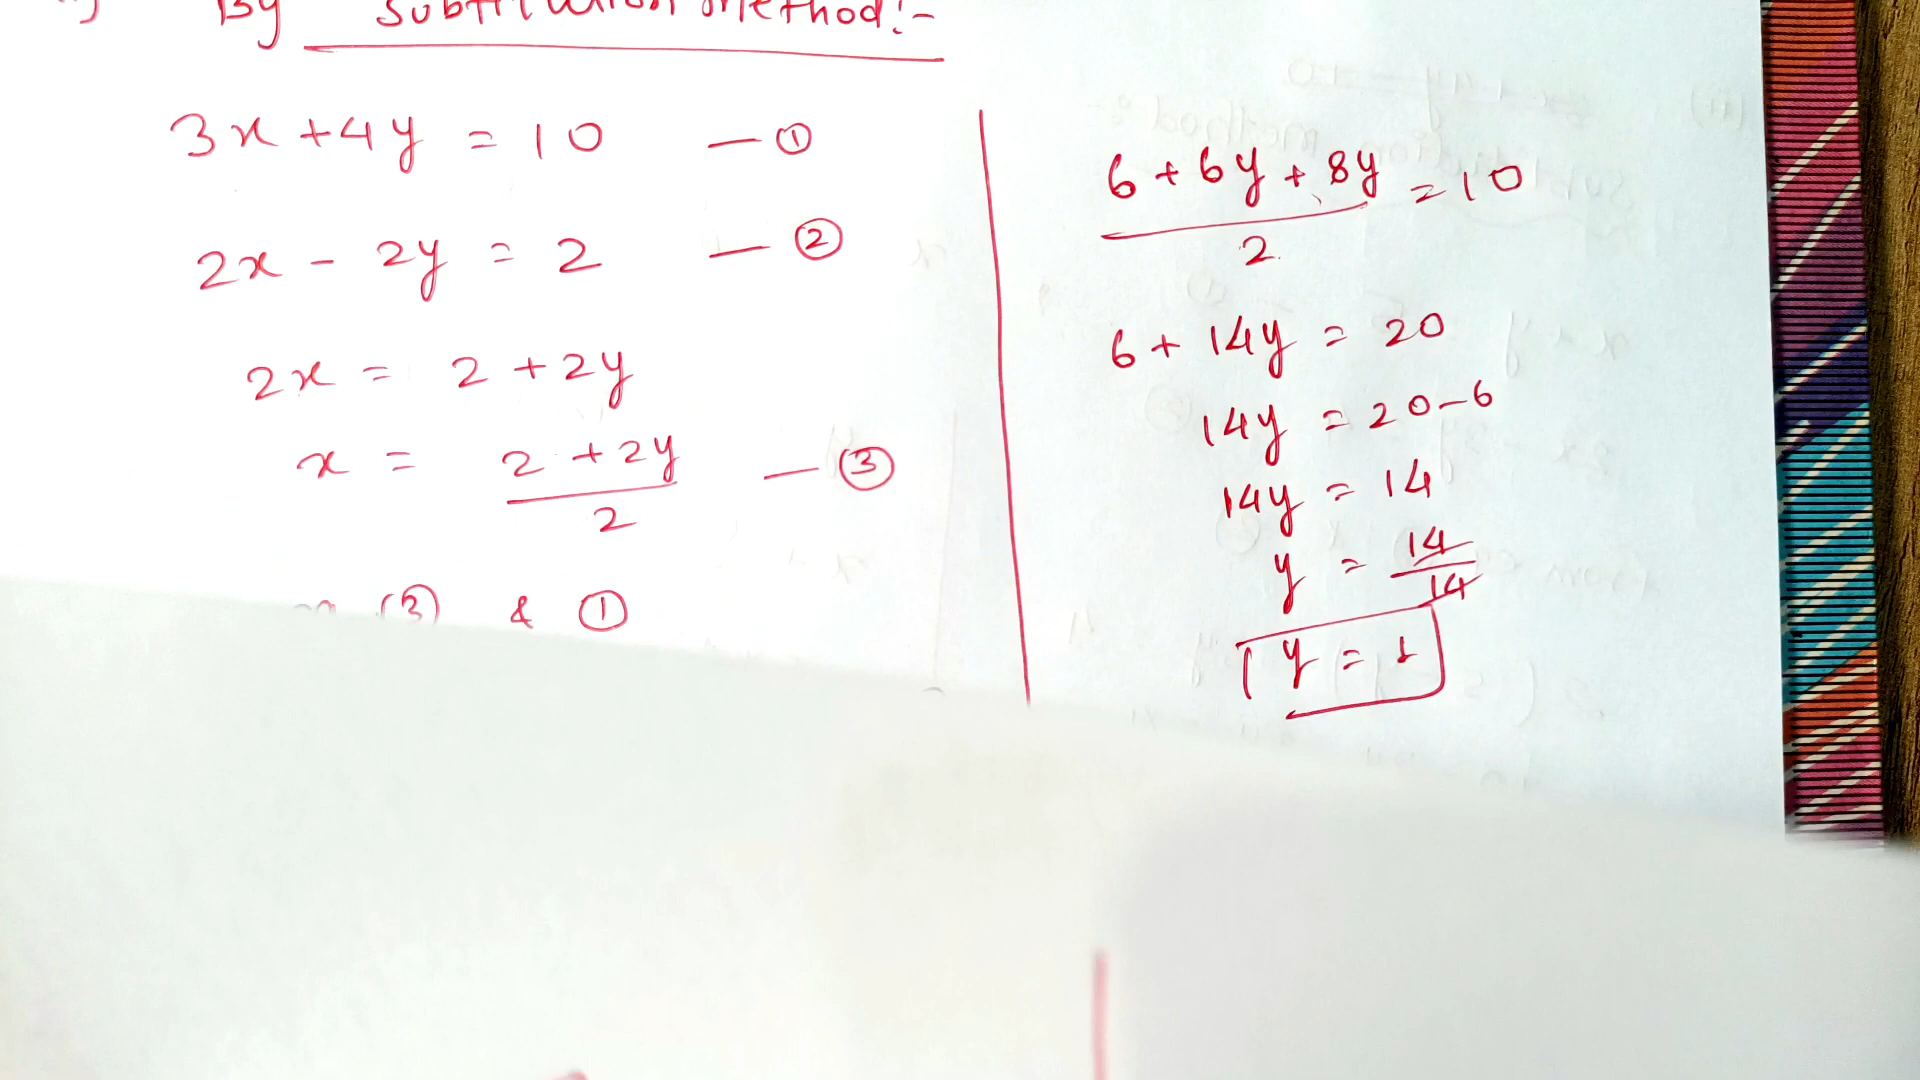 By Substitution Method:-
3x + 4y = 10 — ①
2x - 2y = 2 — ②
2x = 2 + 2y
x = 2 + 2y — ③
2
③ & ①
6 + 6y + 8y = 10
2
6 + 14y = 20
14y = 20 - 6
14y = 14
y = 14
14
y = 1